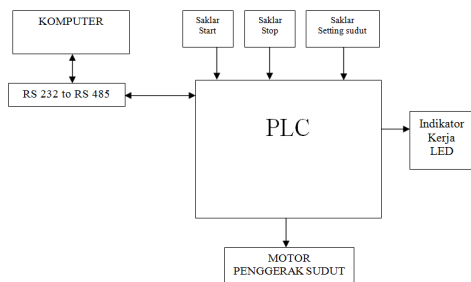 KOMPUTER
Saklar
Start
Saklar
Stop
Saklar
Setting sudut
RS 232 to RS 485
PLC
Indikator
Kerja
LED
MOTOR
PENGGERAK SUDUT